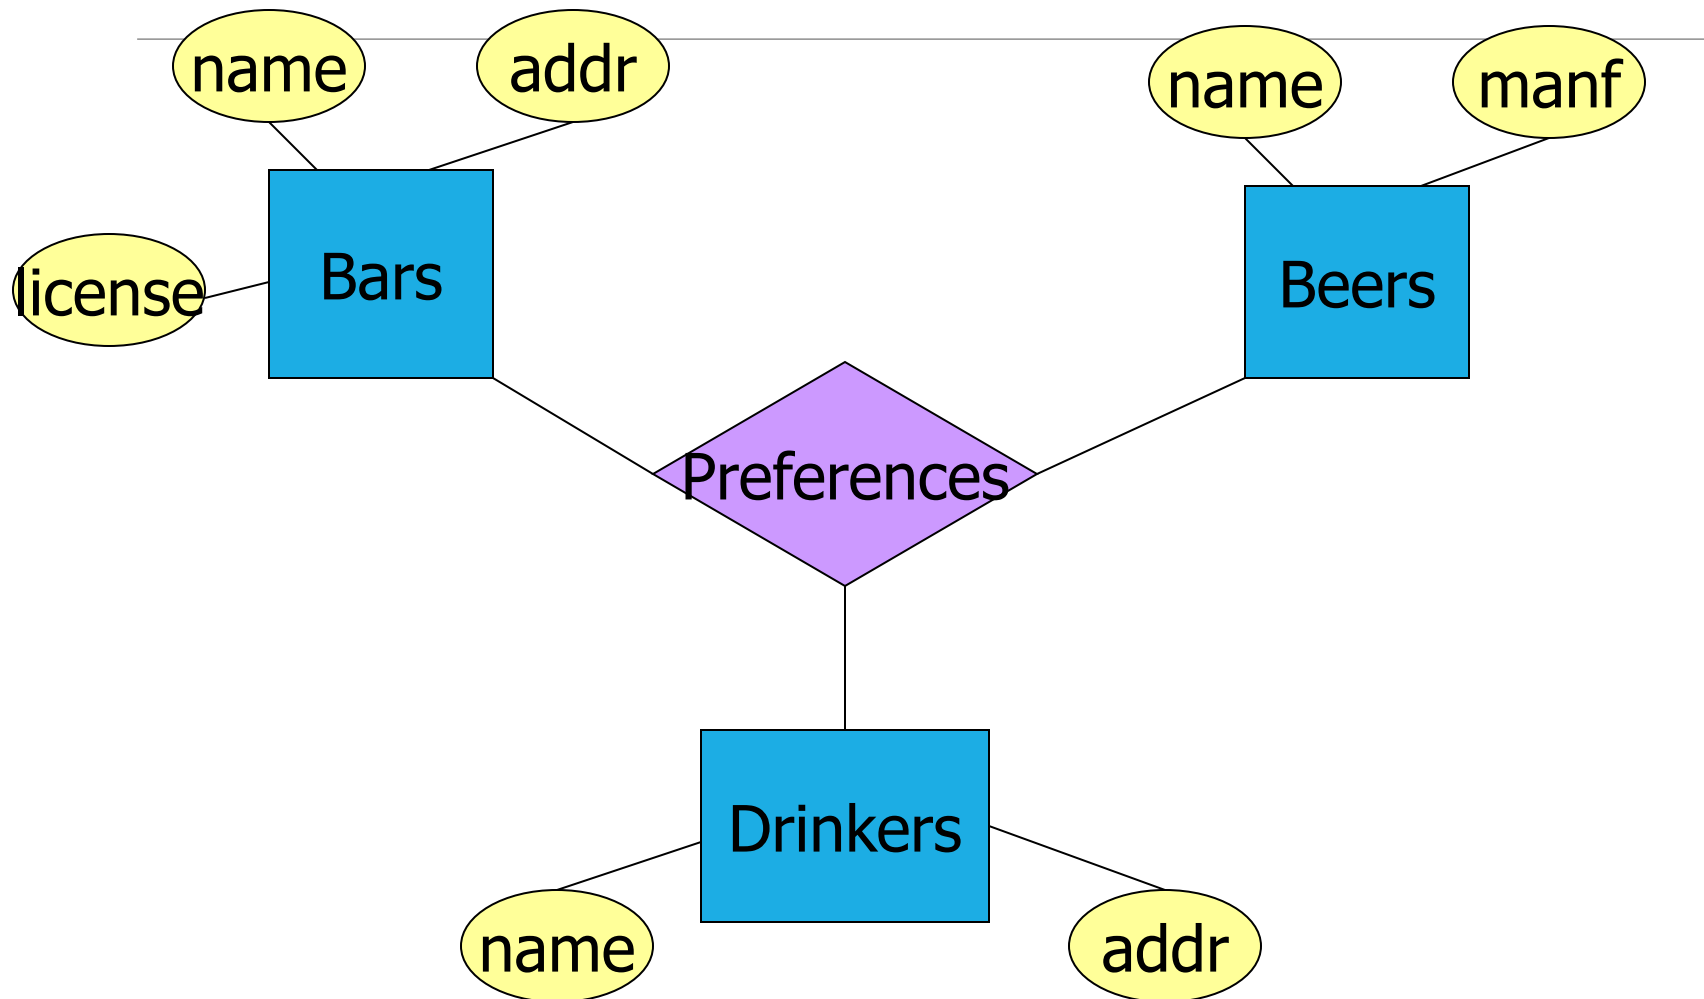 name
addr
name
manf
license
Bars
Beers
Preferences
Drinkers
name
addr